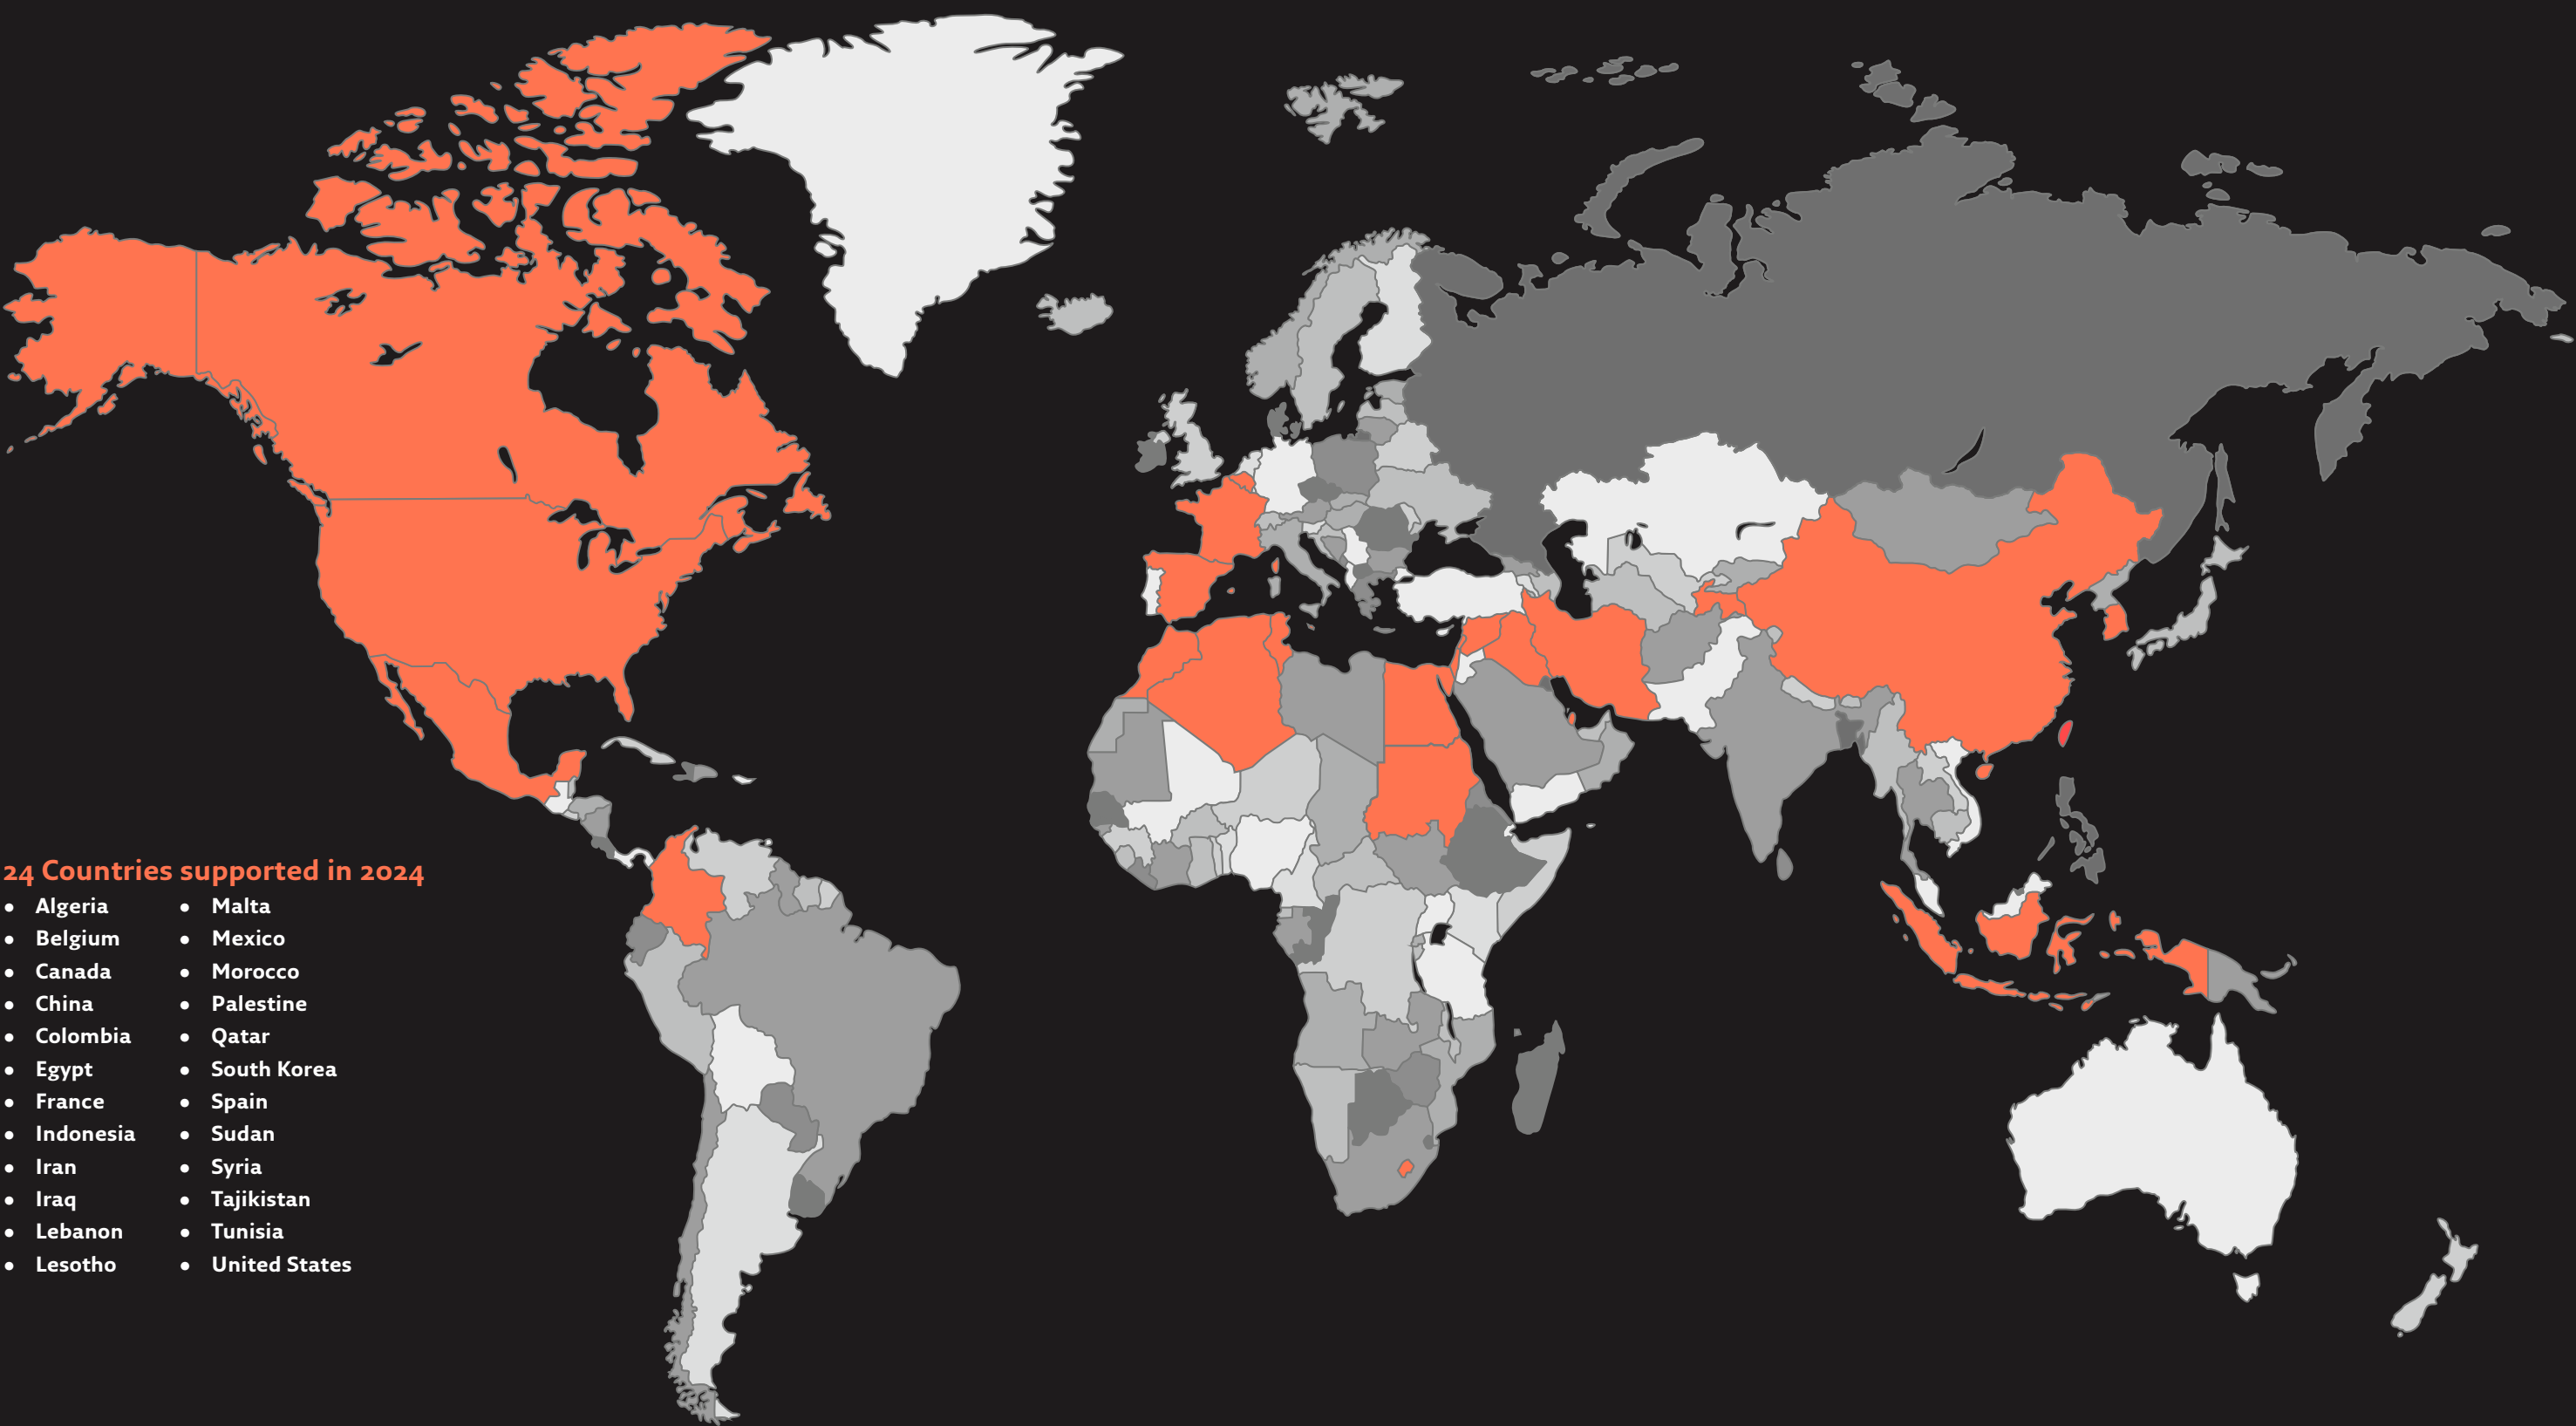 24 Countries supported in 2024
• Algeria
• Belgium
• Canada
• China
• Colombia
• Egypt
• France
• Indonesia
• Iran
• Iraq
• Lebanon
• Lesotho
• Malta
• Mexico
• Morocco
• Palestine
• Qatar
• South Korea
• Spain
• Sudan
• Syria
• Tajikistan
• Tunisia
• United States